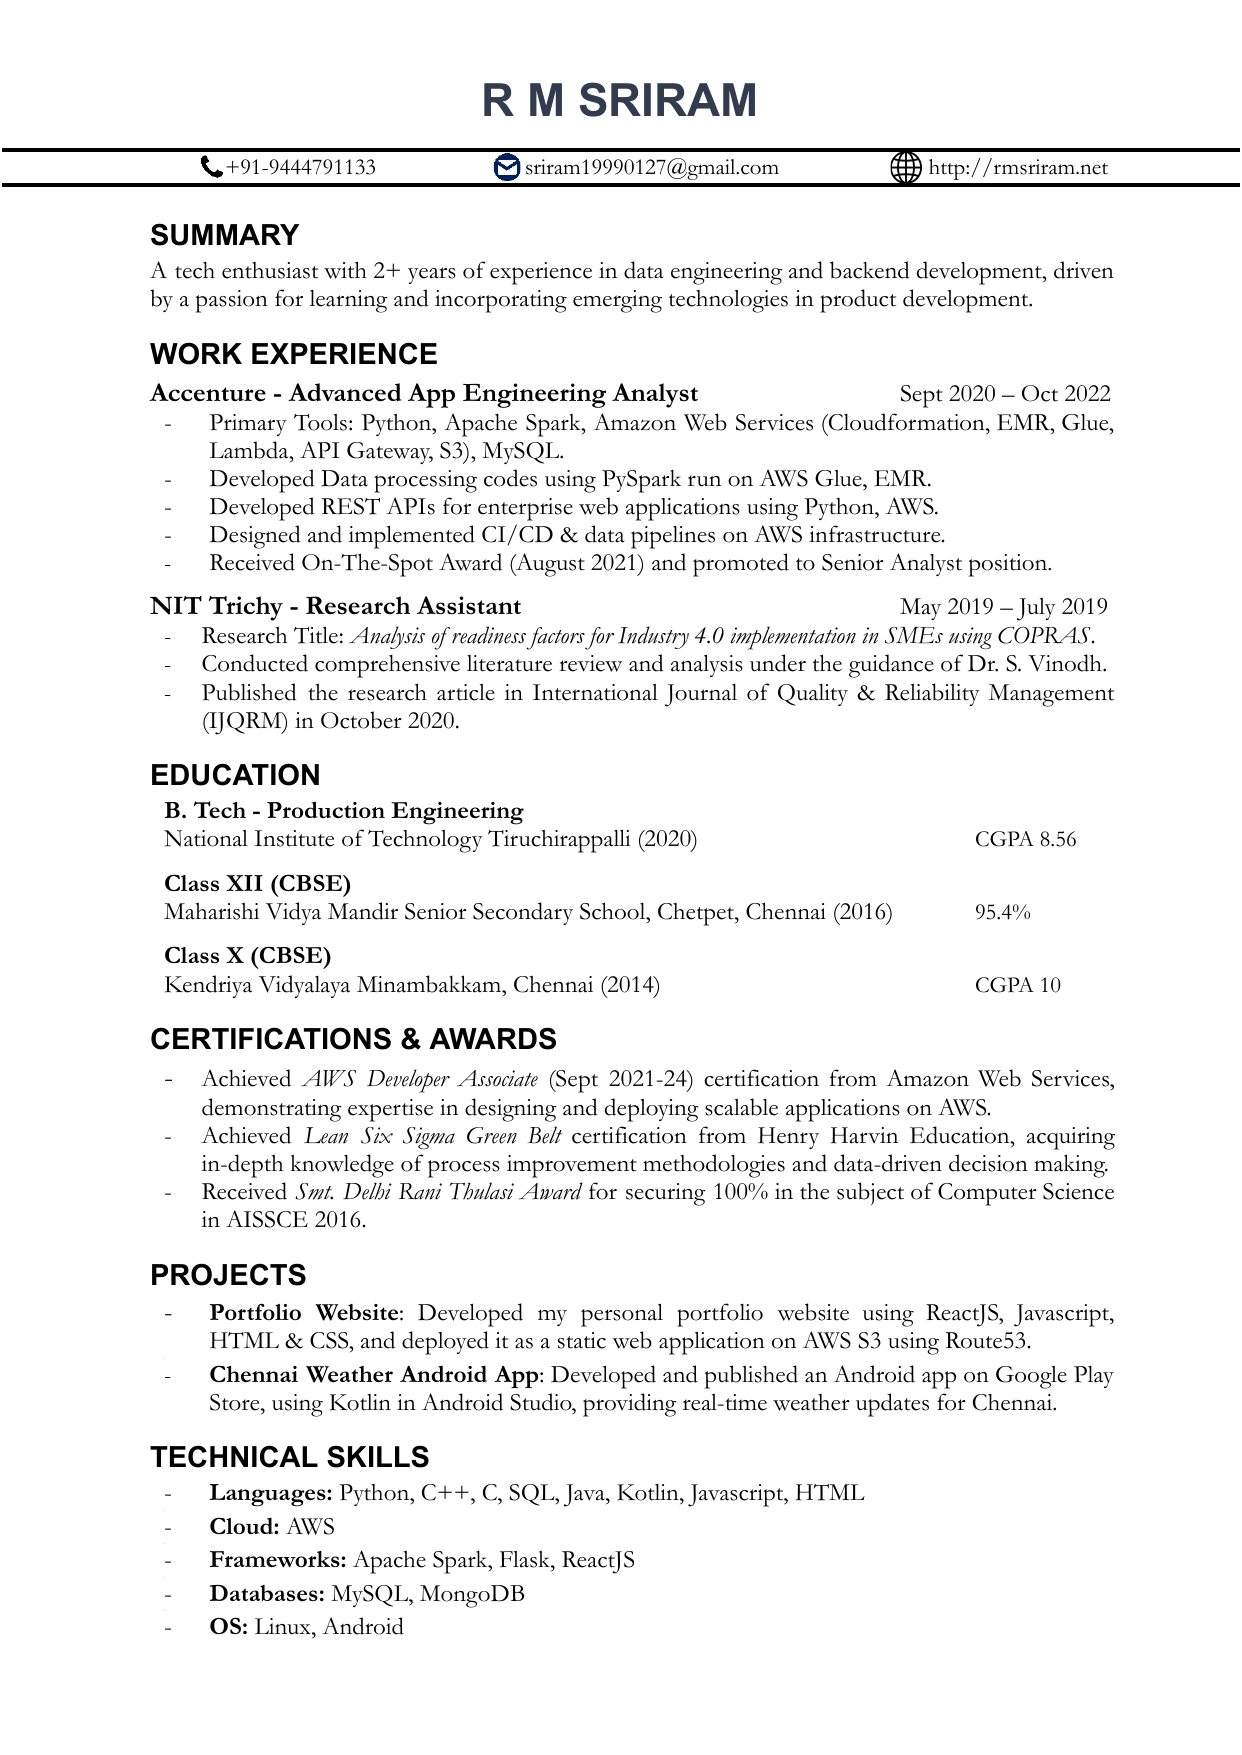 R M SRIRAM
+91-9444791133 sriram19990127@gmail.com http://rmsriram.net
SUMMARY
A tech enthusiast with 2+ years of experience in data engineering and backend development, driven
by a passion for learning and incorporating emerging technologies in product development.
WORK EXPERIENCE
Accenture - Advanced App Engineering Analyst Sept 2020 – Oct 2022
- Primary Tools: Python, Apache Spark, Amazon Web Services (Cloudformation, EMR, Glue,
Lambda, API Gateway, S3), MySQL.
- Developed Data processing codes using PySpark run on AWS Glue, EMR.
- Developed REST APIs for enterprise web applications using Python, AWS.
- Designed and implemented CI/CD & data pipelines on AWS infrastructure.
- Received On-The-Spot Award (August 2021) and promoted to Senior Analyst position.
NIT Trichy - Research Assistant May 2019 – July 2019
- Research Title: Analysis of readiness factors for Industry 4.0 implementation in SMEs using COPRAS.
- Conducted comprehensive literature review and analysis under the guidance of Dr. S. Vinodh.
- Published the research article in International Journal of Quality & Reliability Management
(IJQRM) in October 2020.
EDUCATION
B. Tech - Production Engineering
National Institute of Technology Tiruchirappalli (2020) CGPA 8.56
Class XII (CBSE)
Maharishi Vidya Mandir Senior Secondary School, Chetpet, Chennai (2016) 95.4%
Class X (CBSE)
Kendriya Vidyalaya Minambakkam, Chennai (2014) CGPA 10
CERTIFICATIONS & AWARDS
- Achieved AWS Developer Associate (Sept 2021-24) certification from Amazon Web Services,
demonstrating expertise in designing and deploying scalable applications on AWS.
- Achieved Lean Six Sigma Green Belt certification from Henry Harvin Education, acquiring
in-depth knowledge of process improvement methodologies and data-driven decision making.
- Received Smt. Delhi Rani Thulasi Award for securing 100% in the subject of Computer Science
in AISSCE 2016.
PROJECTS
- Portfolio Website: Developed my personal portfolio website using ReactJS, Javascript,
HTML & CSS, and deployed it as a static web application on AWS S3 using Route53.
- Chennai Weather Android App: Developed and published an Android app on Google Play
Store, using Kotlin in Android Studio, providing real-time weather updates for Chennai.
TECHNICAL SKILLS
- Languages: Python, C++, C, SQL, Java, Kotlin, Javascript, HTML
- Cloud: AWS
- Frameworks: Apache Spark, Flask, ReactJS
- Databases: MySQL, MongoDB
- OS: Linux, Android